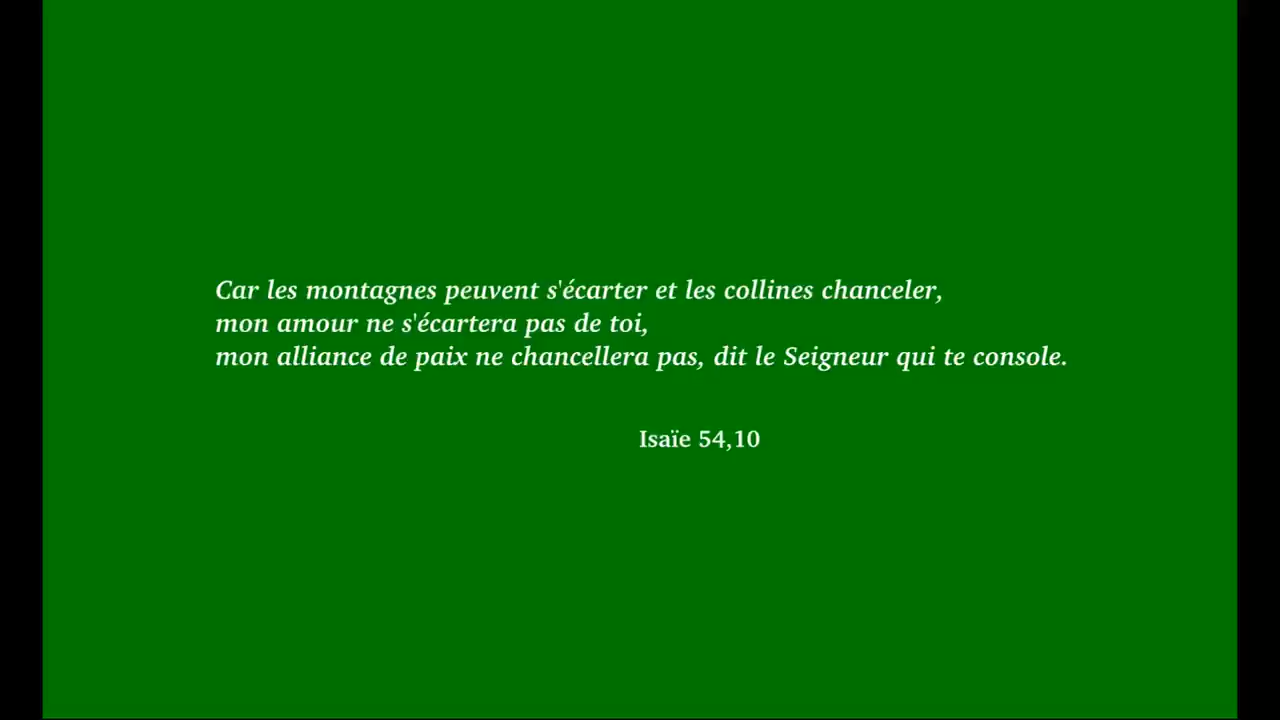 Car les montagnes peuvent s'écarter et les collines chanceler,
mon amour ne s'écartera pas de toi,
mon alliance de paix ne chancellera pas, dit le Seigneur qui te console.
Isaïe 54,10